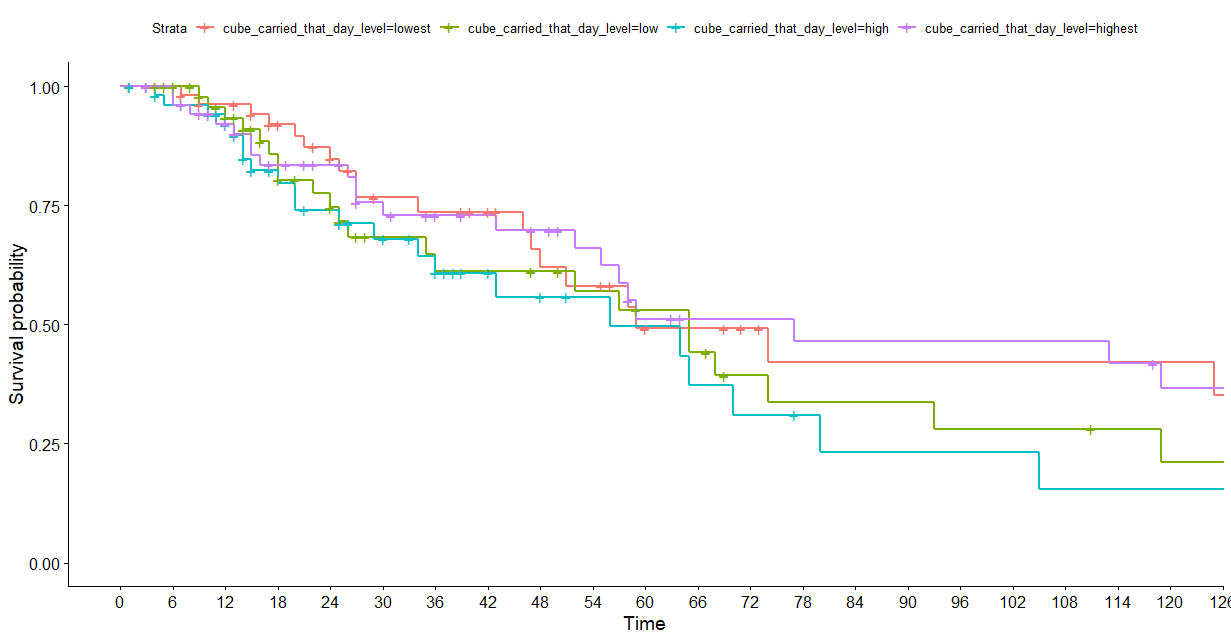 Strata cube_carried_that_day_level=lowest cube_carried_that_day_level=low cube_carried_that_day_level=high cube_carried_that_day_level=highest
1.00
0.75
0.50
0.25
0.00
Survival probability
0 6 12 18 24 30 36 42 48 54 60 66 72 78 84 90 96 102 108 114 120 126
Time